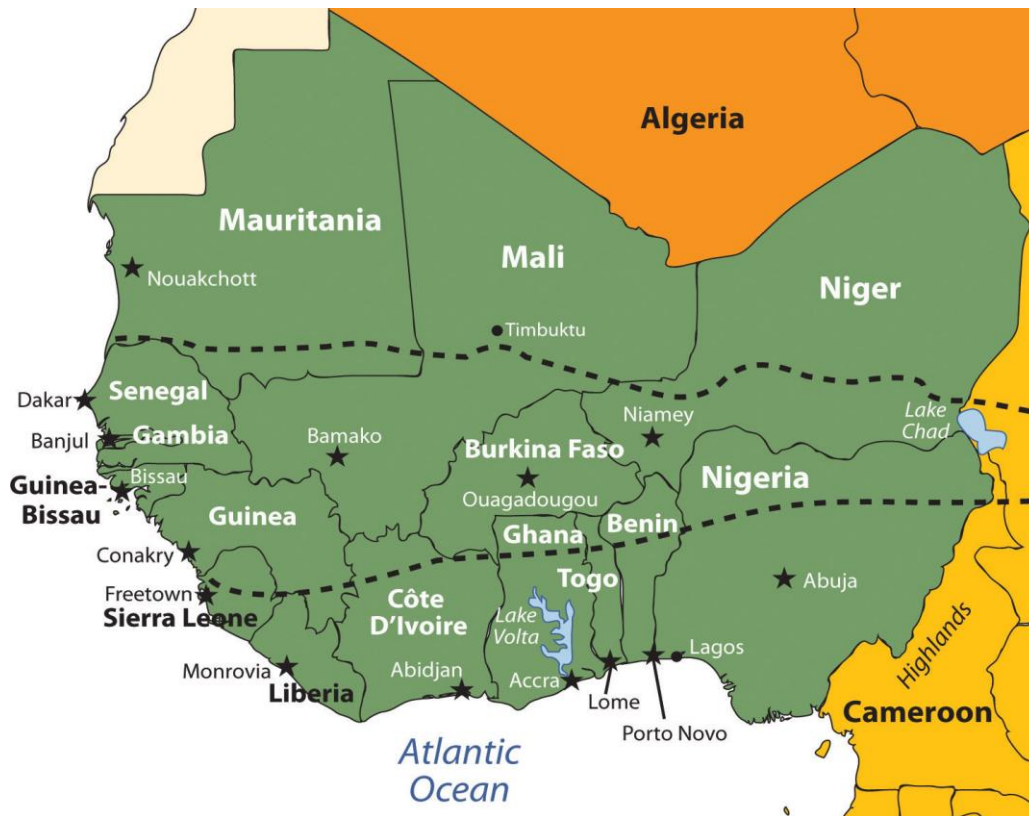 Algeria
Mauritania
Mali
Niger
Nouakchott
Timbuktu
Senegal
Dakar
Niamey
Lake
Chad
Banjul
Gambia
Bamako
Burkina Faso
Nigeria
Bissau
Guinea-
Bissau
Ouagadougou
Guinea
Ghana
Benin
Conakry
Togo
Abuja
Freetown
Sierra Leone
Côte
D'Ivoire
Lake
Volta
Highlands
Monrovia
Liberia
Abidjan
Accra
Lagos
Lome
Porto Novo
Cameroon
Atlantic
Ocean